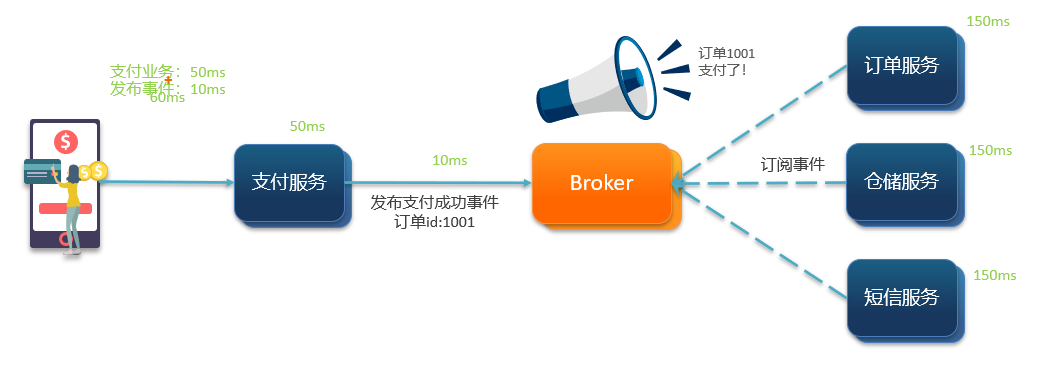 支付业务：50ms
+
发布事件：10ms
60ms
$
$
$
50ms
支付服务
10ms
发布支付成功事件
订单id:1001
订单1001
支付了！
Broker
订阅事件
150ms
订单服务
150ms
仓储服务
150ms
短信服务